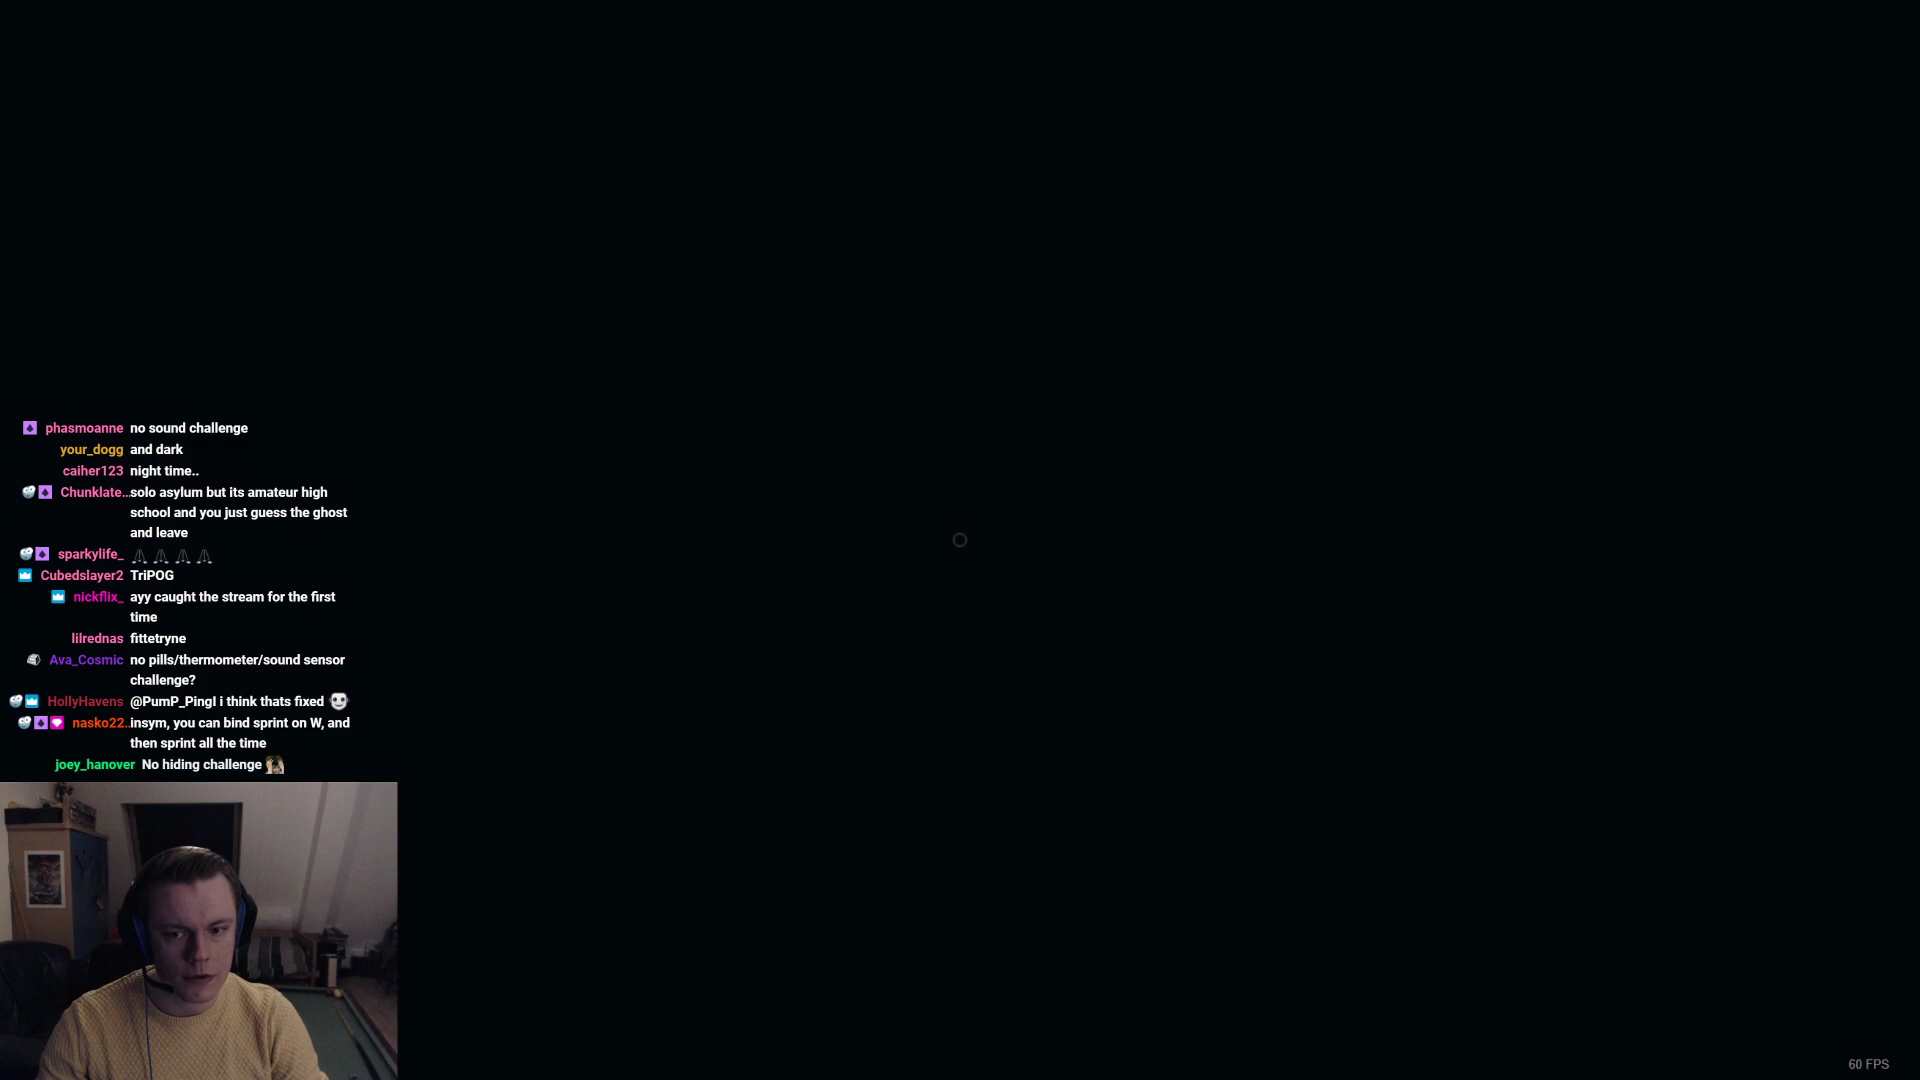 phasmoanne no sound challenge
your_dogg and dark
caiher123 night time..
Chunklate... solo asylum but its amateur high
school and you just guess the ghost
and leave
sparkylife_
Cubedslayer2 TriPOG
nickflix_ ayy caught the stream for the first
time
lilrednas fittetryne
Ava_Cosmic no pills/thermometer/sound sensor
challenge?
HollyHavens @PumP_PingI i think thats fixed
nasko22... insym, you can bind sprint on W, and
then sprint all the time
joey_hanover No hiding challenge
60 FPS